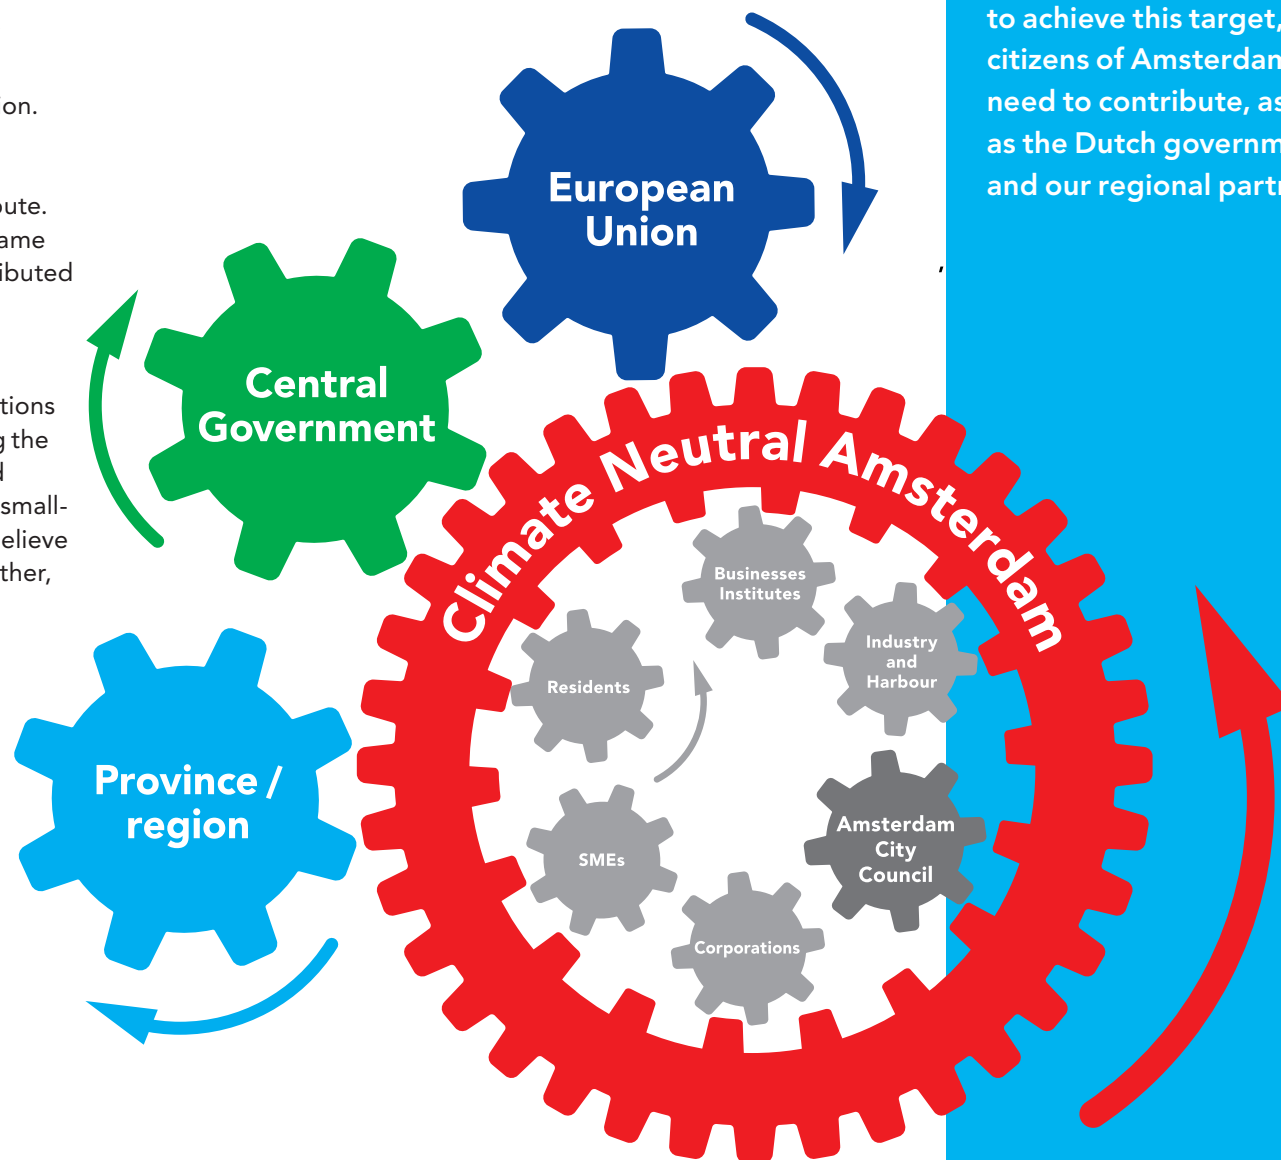 ion.
oute.
ame
ibuted
tions
g the
d
small-
elieve
ther,
European
Union
Central
Government
Province /
region
Climate Neutral Amsterdam
Businesses
Institutes
Industry
and
Harbour
Residents
Amsterdam
City
Council
SMEs
Corporations
to achieve this target,
citizens of Amsterdam
need to contribute, as
as the Dutch governm
and our regional partn